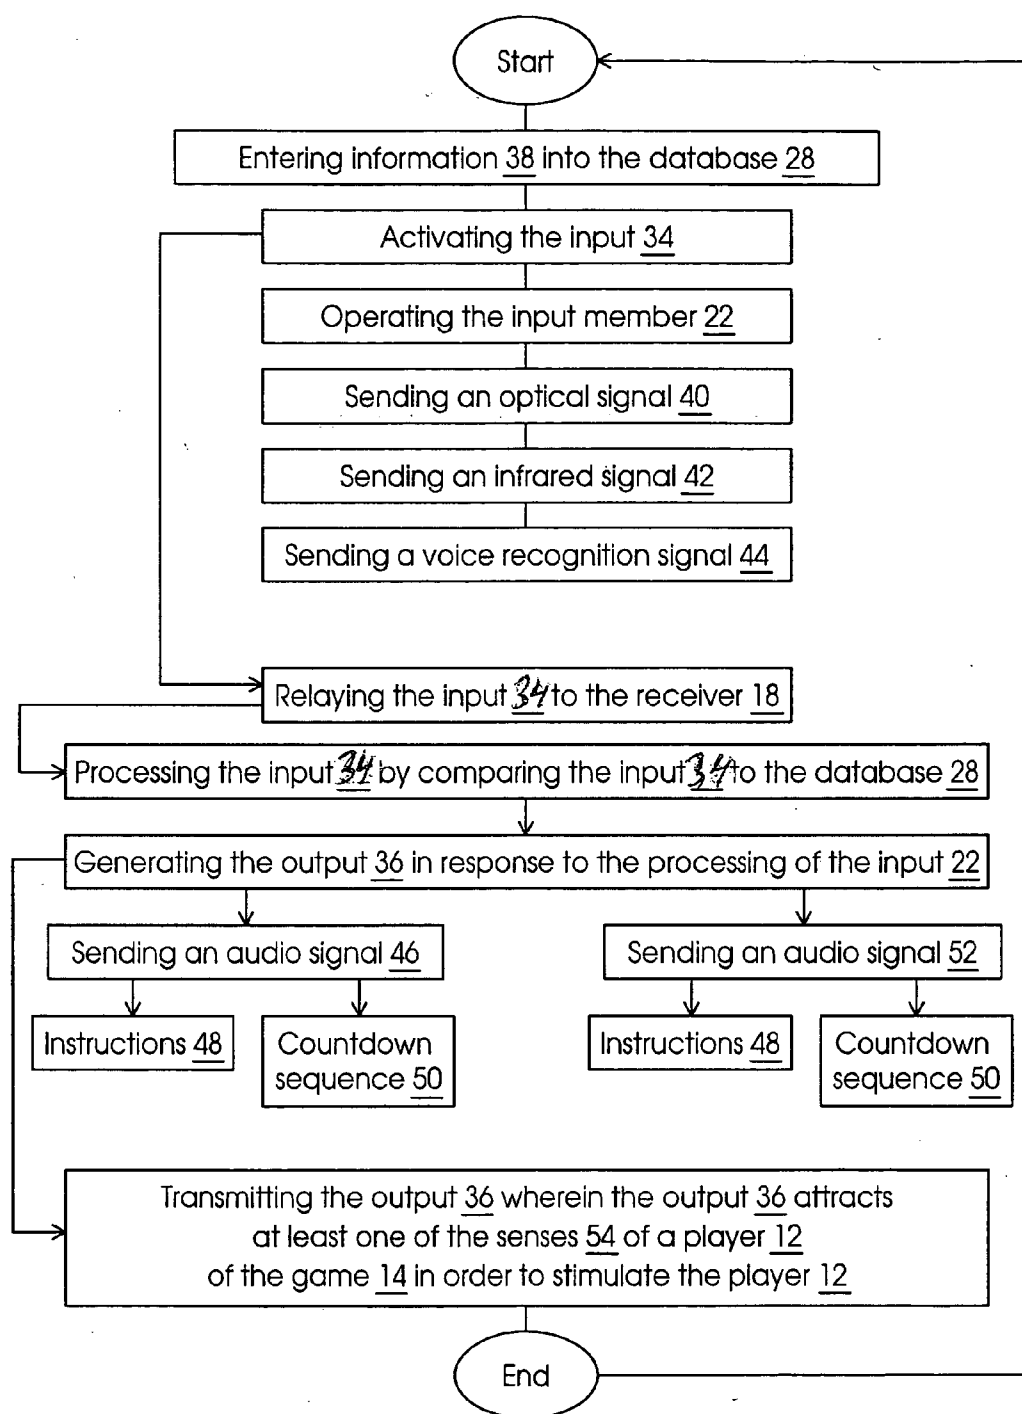 Start
Entering information 38 into the database 28
Activating the input 34
Operating the input member 22
Sending an optical signal 40
Sending an infrared signal 42
Sending a voice recognition signal 44
Relaying the input 34 to the receiver 18
Processing the input 34 by comparing the input 34 to the database 28
Generating the output 36 in response to the processing of the input 22
Sending an audio signal 46
Sending an audio signal 52
Instructions 48
Countdown
sequence 50
Instructions 48
Countdown
sequence 50
Transmitting the output 36 wherein the output 36 attracts
at least one of the senses 54 of a player 12
of the game 14 in order to stimulate the player 12
End